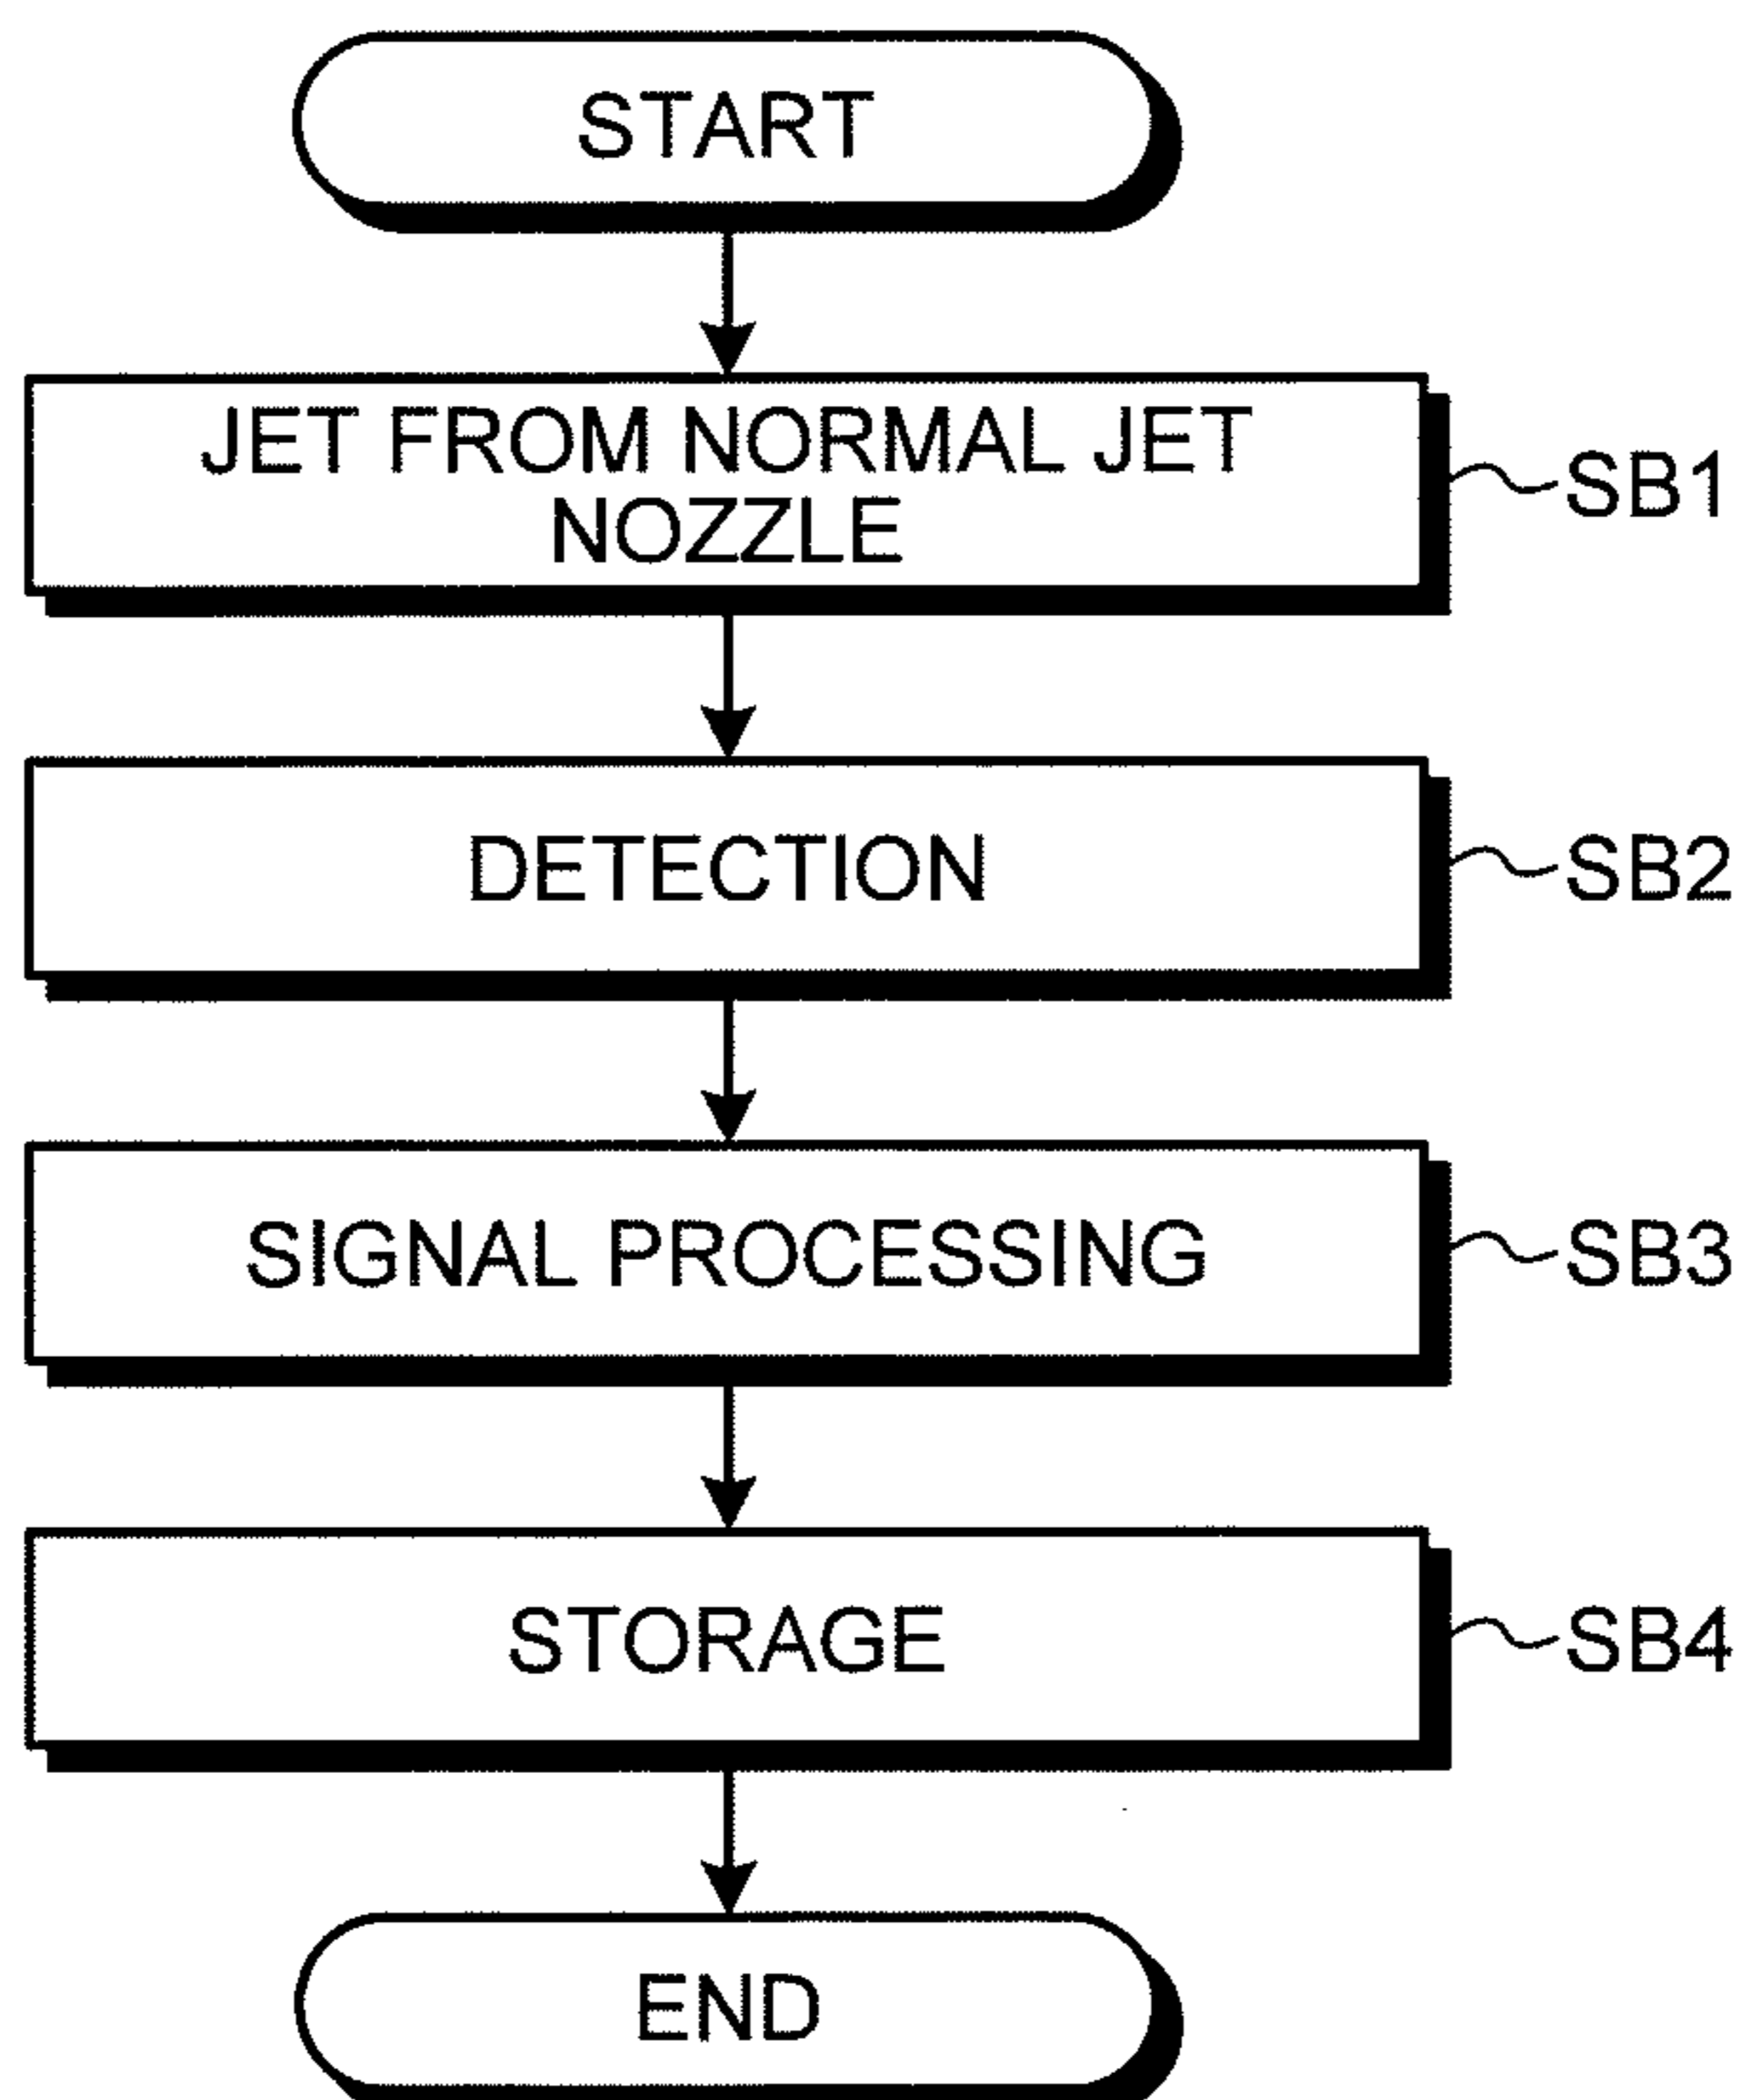 START
JET FROM NORMAL JET
NOZZLE
SB1
DETECTION
SB2
SIGNAL PROCESSING
SB3
STORAGE
SB4
END